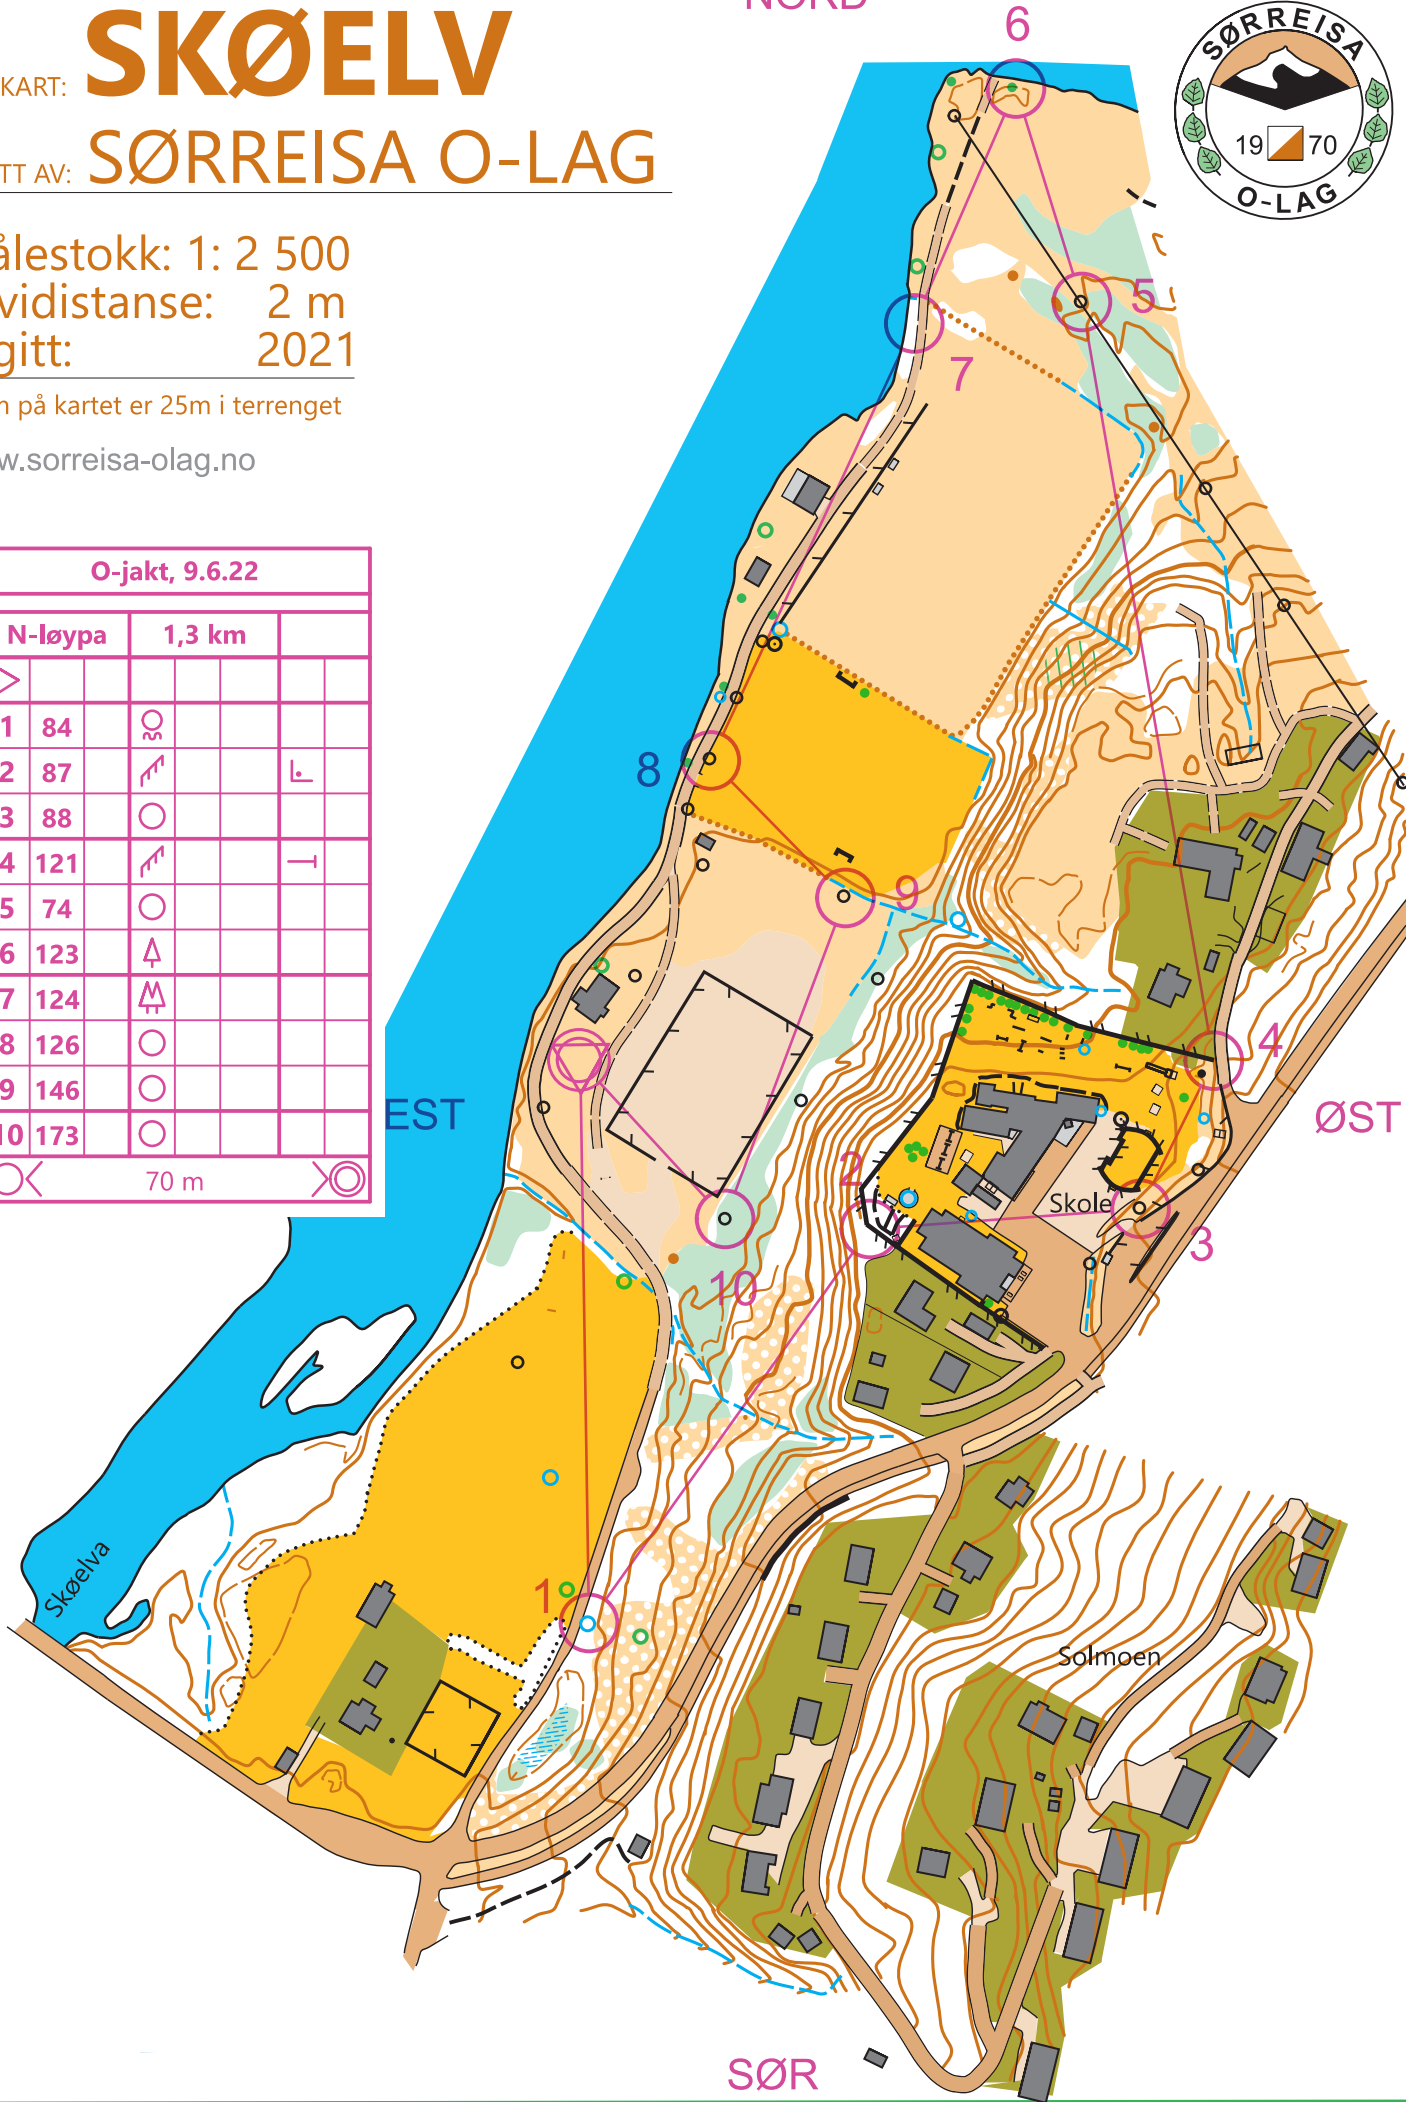 NORD
KART: SKØELV
TT AV: SØRREISA O-LAG
ålestokk: 1: 2 500
vidistanse: 2 m
gitt: 2021
m på kartet er 25m i terrenget
w.sorreisa-olag.no
SØRREISA
19 70
O-LAG
O-jakt, 9.6.22
N-løypa 1,3 km
1 84
2 87
3 88
4 121
5 74
6 123
7 124
8 126
9 146
10 173
70 m
6
5
7
8
9
4
EST
ØST
2
Skole
3
10
1
Skøelva
Solmoen
SØR